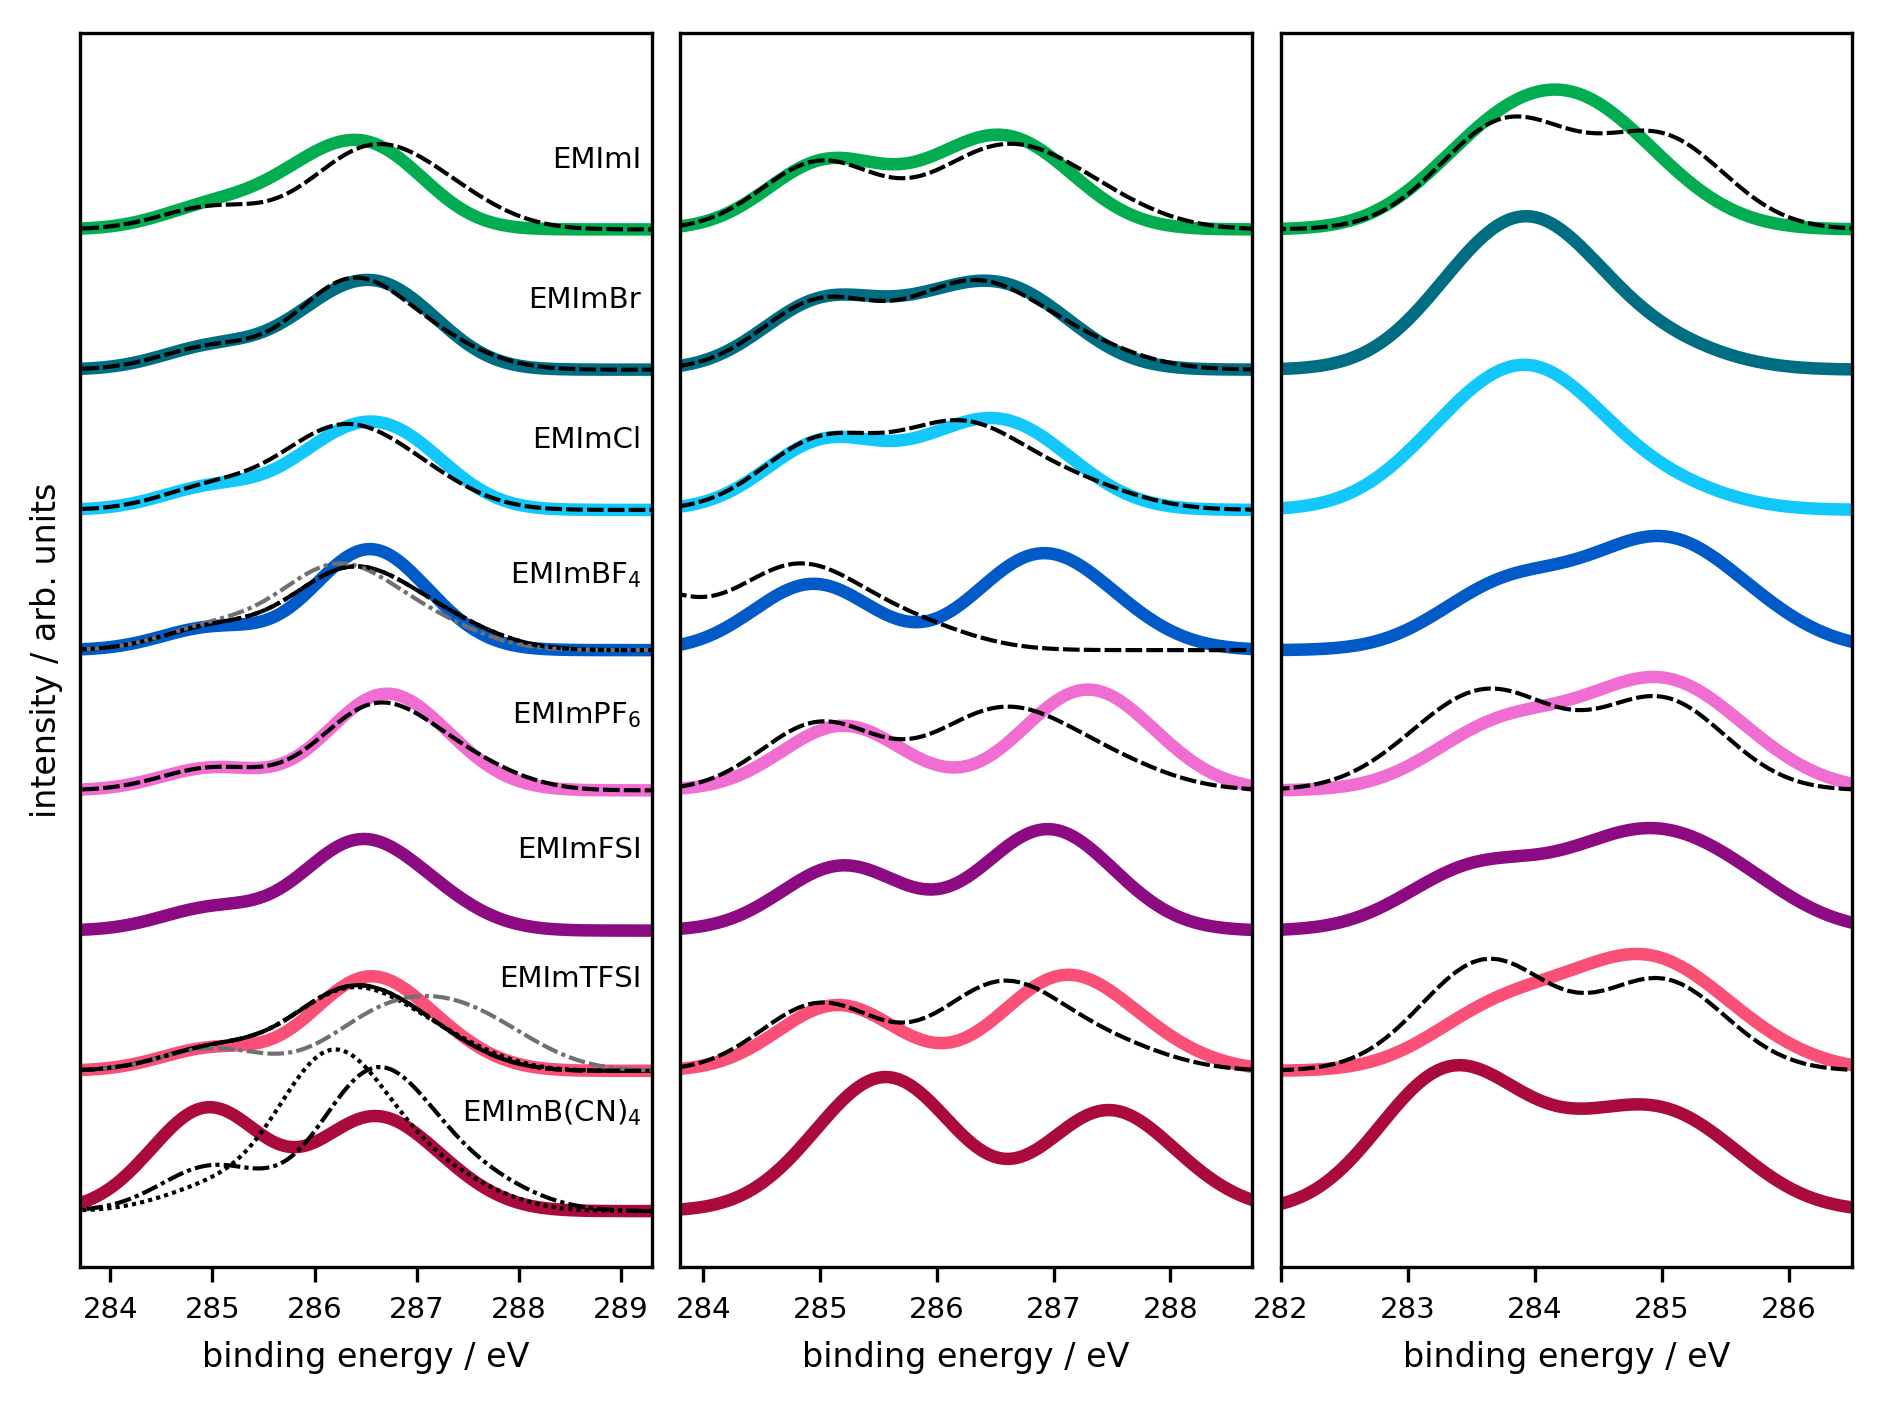 EMImI
EMImBr
EMImCl
EMImBF₄
EMImPF₆
EMImFSI
EMImTFSI
EMImB(CN)₄
intensity / arb. units
284 285 286 287 288 289
284 285 286 287 288
282 283 284 285 286
binding energy / eV
binding energy / eV
binding energy / eV